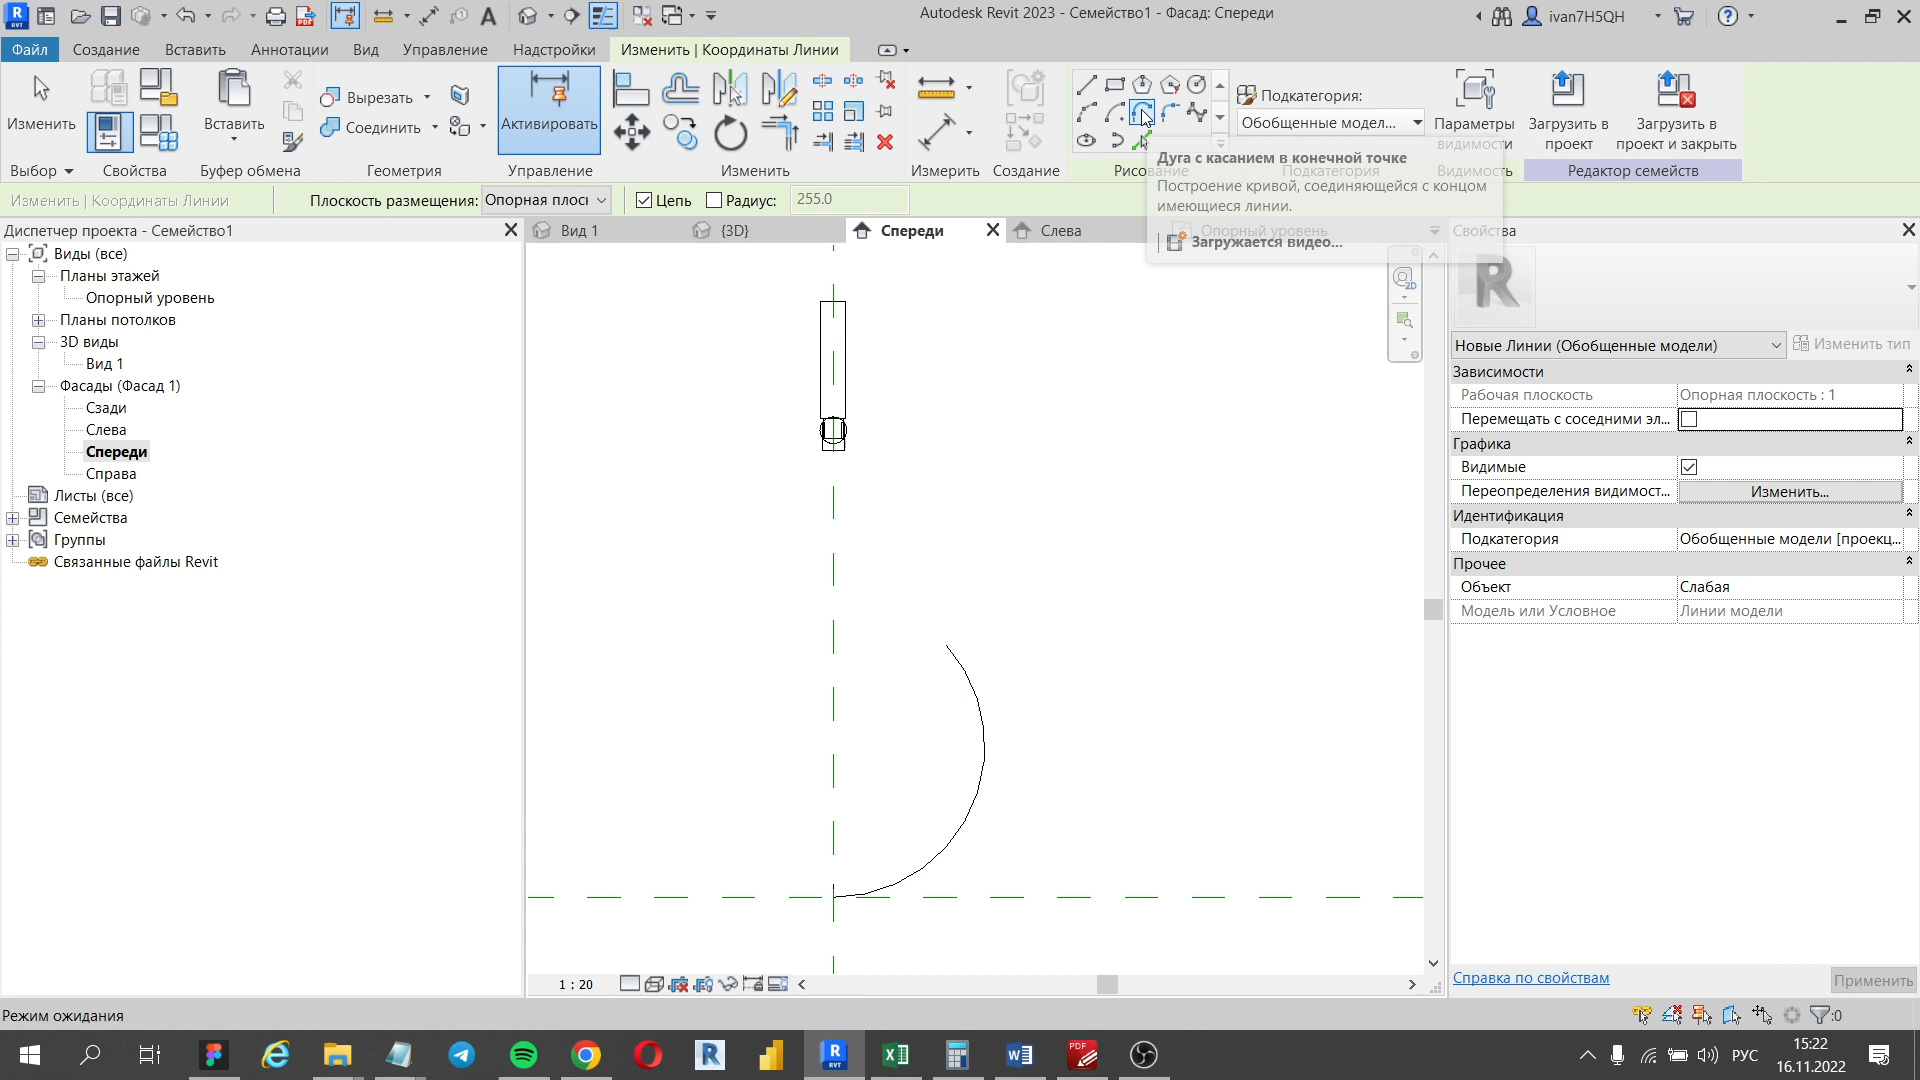 Autodesk Revit 2023 - Семейство1 - Фасад: Спереди
ivan7H5QH
Файл
Создание
Вставить
Аннотации
Вид
Управление
Надстройки
Изменить | Координаты Линии
Изменить
Вставить
Вырезать
Соединить
Активировать
Подкатегория:
Обобщенные модел...
Параметры
видимости
Загрузить в
проект
Загрузить в
проект и закрыть
Выбор
Свойства
Буфер обмена
Геометрия
Управление
Изменить
Измерить
Создание
Рисование
Подкатегория
Видимость
Редактор семейств
Дуга с касанием в конечной точке
Построение кривой, соединяющейся с концом
имеющиеся линии.
Загружается видео...
Изменить | Координаты Линии
Плоскость размещения:
Опорная плос
Цепь
Радиус:
255.0
Диспетчер проекта - Семейство1
Вид 1
{3D}
Спереди
Слева
Опорный уровень
Свойства
Виды (все)
Планы этажей
Опорный уровень
Планы потолков
3D виды
Вид 1
Фасады (Фасад 1)
Сзади
Слева
Спереди
Справа
Листы (все)
Семейства
Группы
Связанные файлы Revit
2D
R
Новые Линии (Обобщенные модели)
Изменить тип
Зависимости
Рабочая плоскость
Опорная плоскость : 1
Перемещать с соседними эл...
Графика
Видимые
Переопределения видимост...
Изменить...
Идентификация
Подкатегория
Обобщенные модели [проекц...
Прочее
Объект
Слабая
Модель или Условное
Линии модели
Справка по свойствам
Применить
1 : 20
Режим ожидания
:0
РУС
15:22
16.11.2022